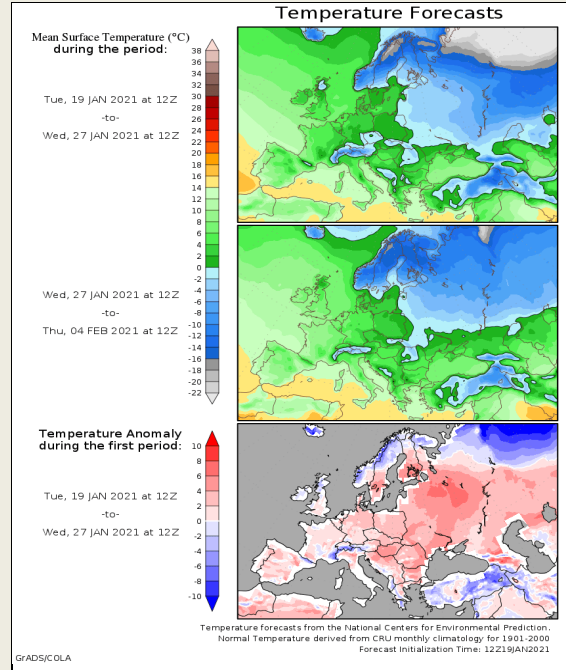 Temperature Forecasts
Mean Surface Temperature (°C)
during the period:
Tue, 19 JAN 2021 at 12Z
-to-
Wed, 27 JAN 2021 at 12Z
38
36
34
32
30
28
26
24
22
20
18
16
14
12
10
8
6
4
2
0
-2
-4
-6
-8
-10
-12
-14
-16
-18
-20
-22
Wed, 27 JAN 2021 at 12Z
-to-
Thu, 04 FEB 2021 at 12Z
Temperature Anomaly
during the first period:
Tue, 19 JAN 2021 at 12Z
-to-
Wed, 27 JAN 2021 at 12Z
10
8
6
4
2
0
-2
-4
-6
-8
-10
Temperature forecasts from the National Centers for Environmental Prediction.
Normal Temperature derived from CRU monthly climatology for 1901-2000
Forecast Initialization Time: 12Z19JAN2021
GrADS/COLA